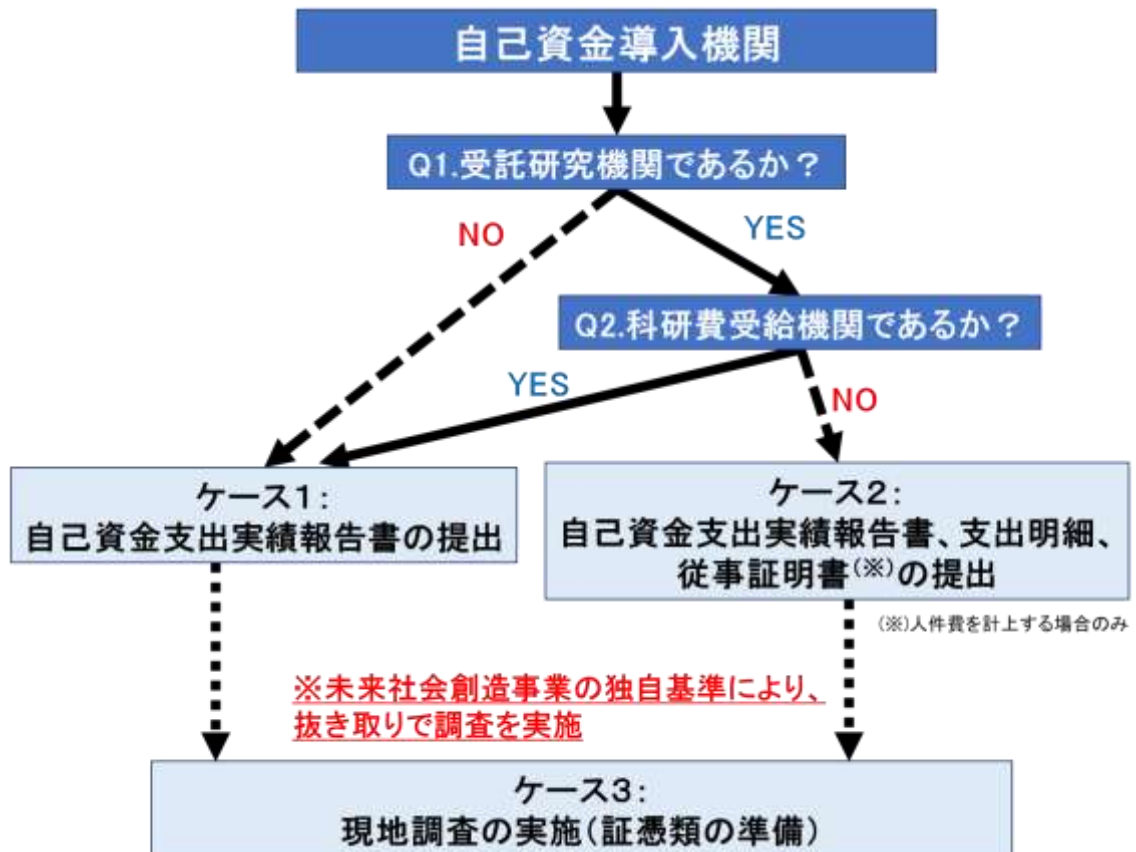 自己資金導入機関
Q1.受託研究機関であるか？
NO
YES
Q2.科研費受給機関であるか？
YES
NO
ケース1：
自己資金支出実績報告書の提出
ケース2：
自己資金支出実績報告書、支出明細、
従事証明書(※)の提出
(※)人件費を計上する場合のみ
※未来社会創造事業の独自基準により、
抜き取りで調査を実施
ケース3：
現地調査の実施(証憑類の準備)